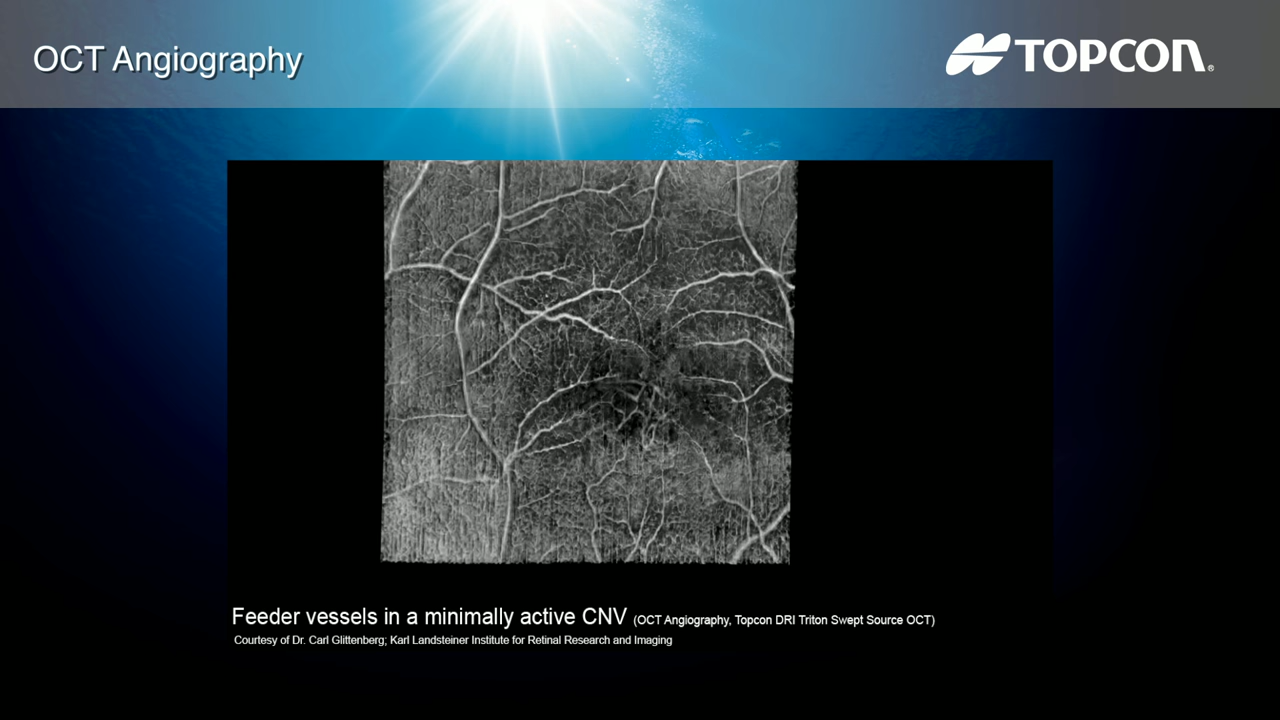 OCT Angiography
TOPCON®
Feeder vessels in a minimally active CNV (OCT Angiography, Topcon DRI Triton Swept Source OCT)
Courtesy of Dr. Carl Glittenberg; Karl Landsteiner Institute for Retinal Research and Imaging